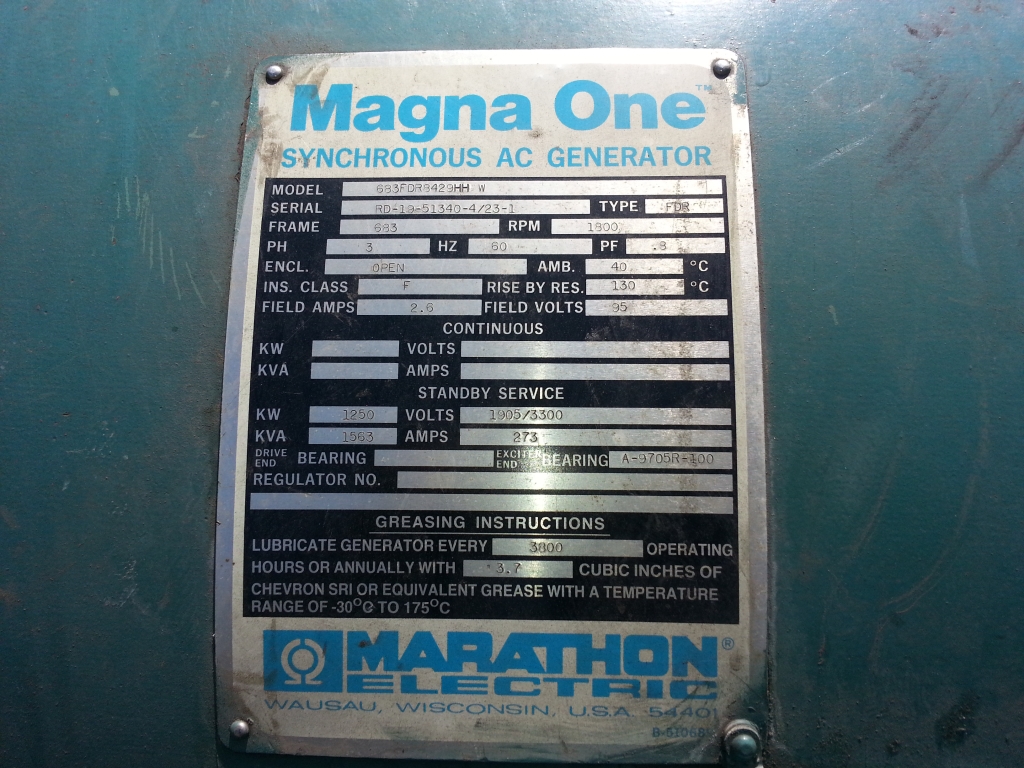 Magna One™
SYNCHRONOUS AC GENERATOR
MODEL 683FDR8429HH W
SERIAL RD-19-51340-4/23-1 TYPE FDR
FRAME 683 RPM 1800
PH 3 HZ 60 PF .8
ENCL. OPEN AMB. 40 °C
INS. CLASS F RISE BY RES. 130 °C
FIELD AMPS 2.6 FIELD VOLTS 95
CONTINUOUS
KW VOLTS
KVA AMPS
STANDBY SERVICE
KW 1250 VOLTS 1905/3300
KVA 1563 AMPS 273
DRIVE END BEARING EXCITER END BEARING A-9705R-100
REGULATOR NO.
GREASING INSTRUCTIONS
LUBRICATE GENERATOR EVERY 3800 OPERATING
HOURS OR ANNUALLY WITH 3.7 CUBIC INCHES OF
CHEVRON SRI OR EQUIVALENT GREASE WITH A TEMPERATURE
RANGE OF -30°C TO 175°C
MARATHON®
ELECTRIC
WAUSAU, WISCONSIN, U.S.A. 54401